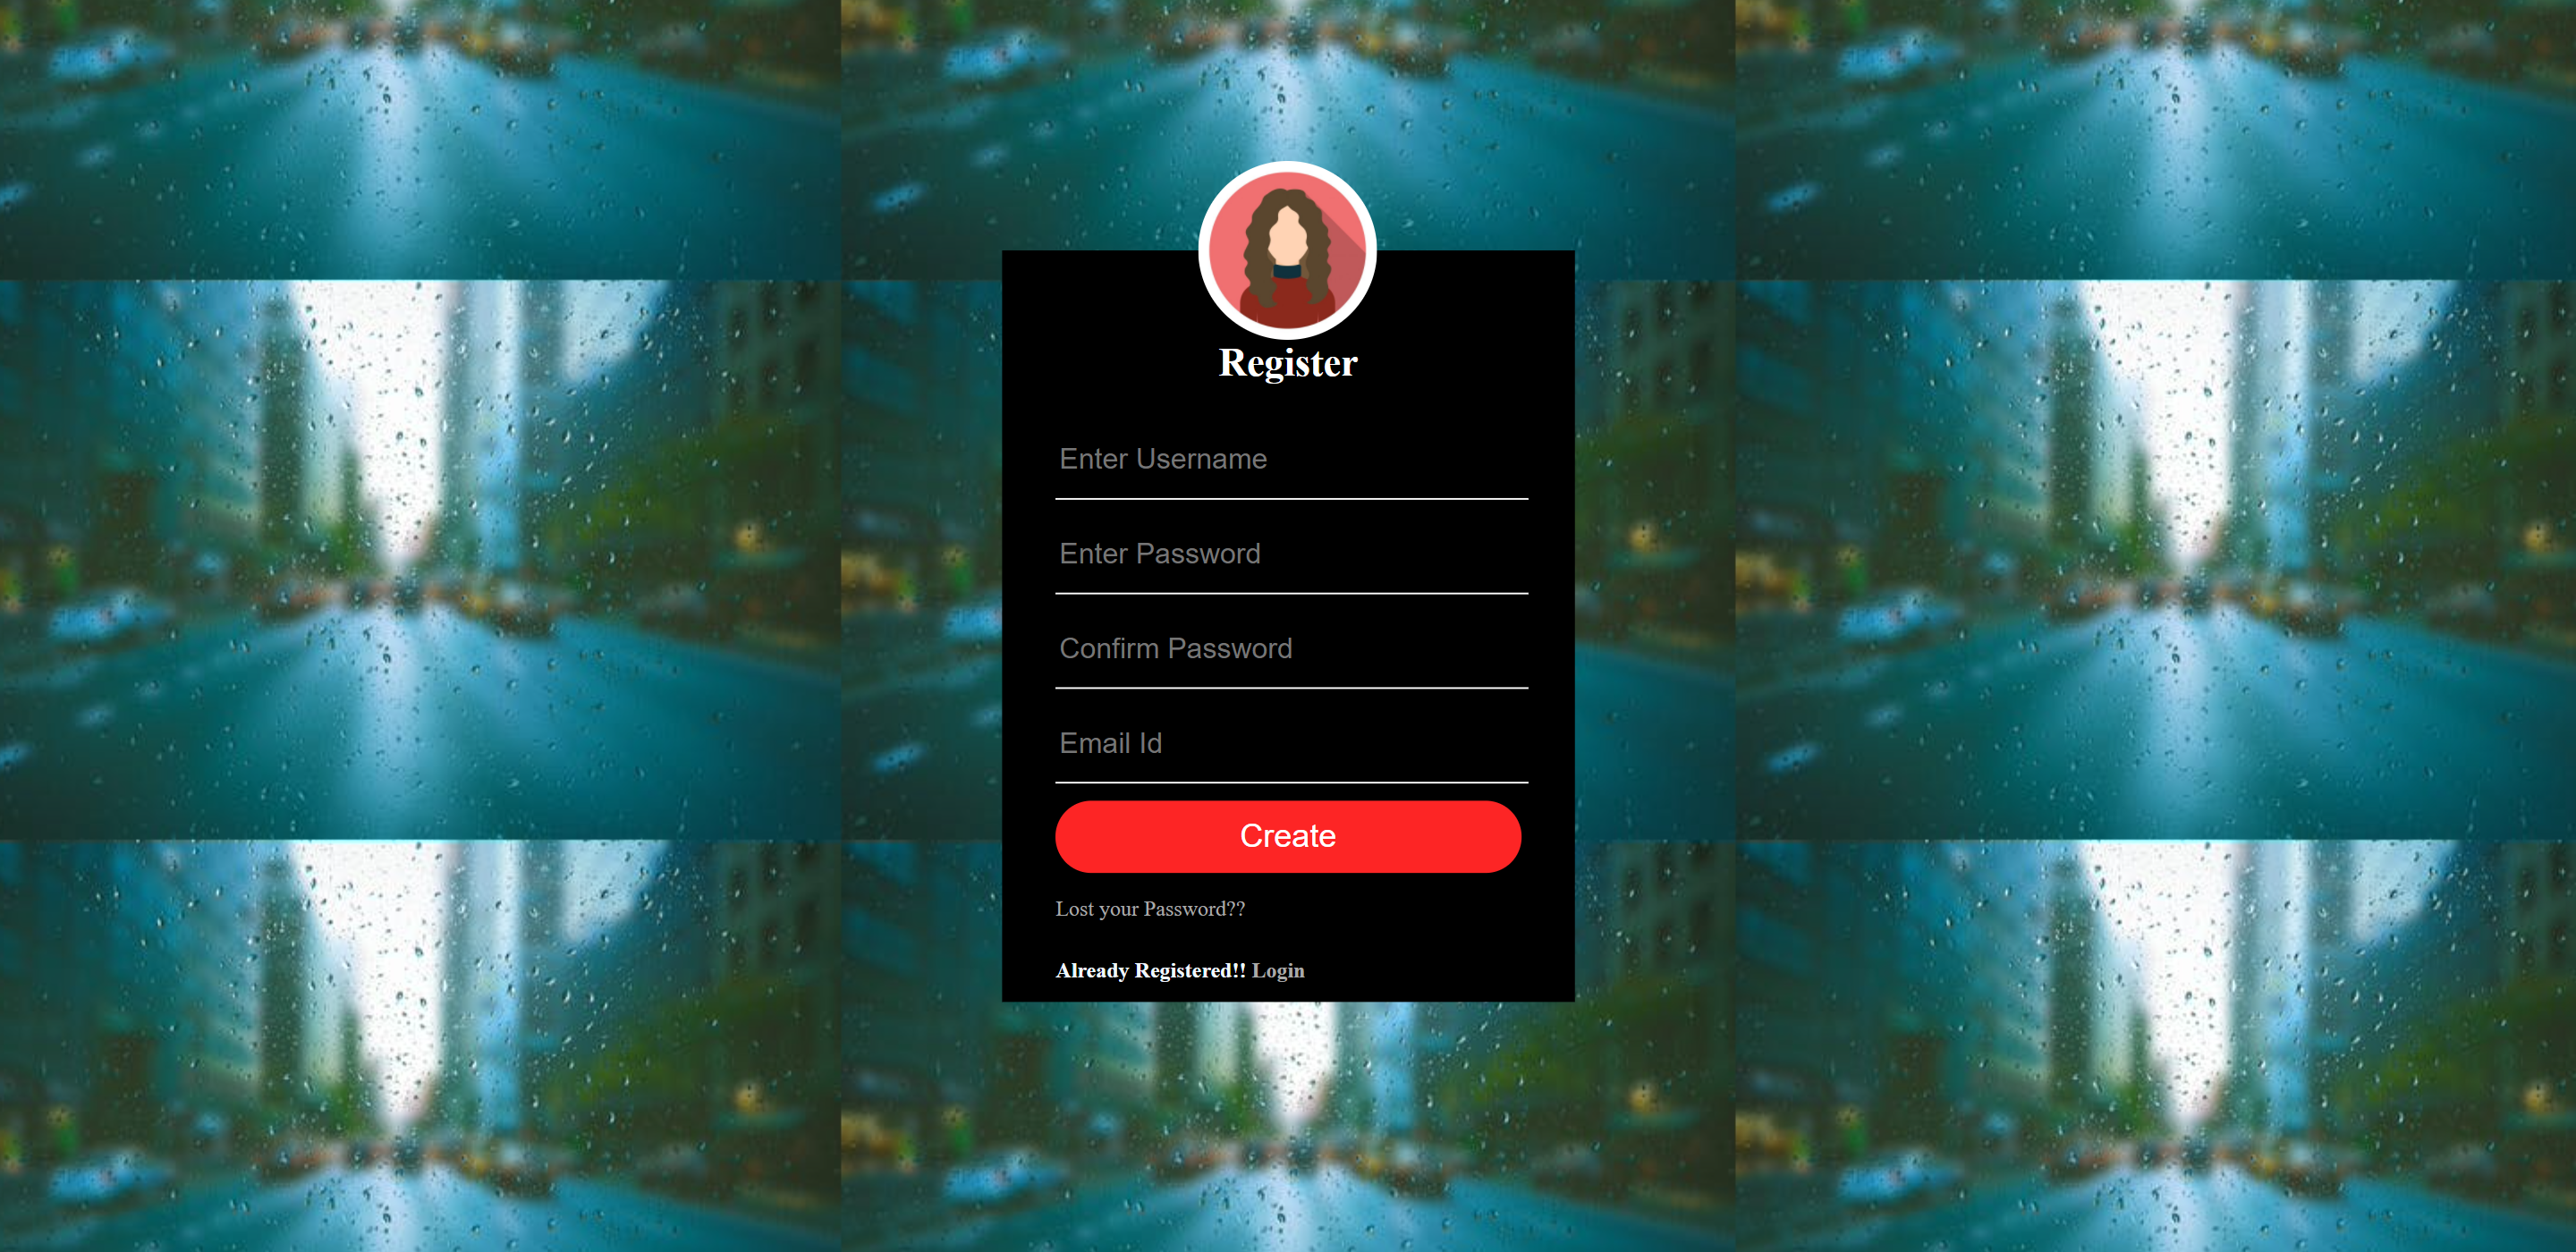 Register
Enter Username
Enter Password
Confirm Password
Email Id
Create
Lost your Password??
Already Registered!! Login